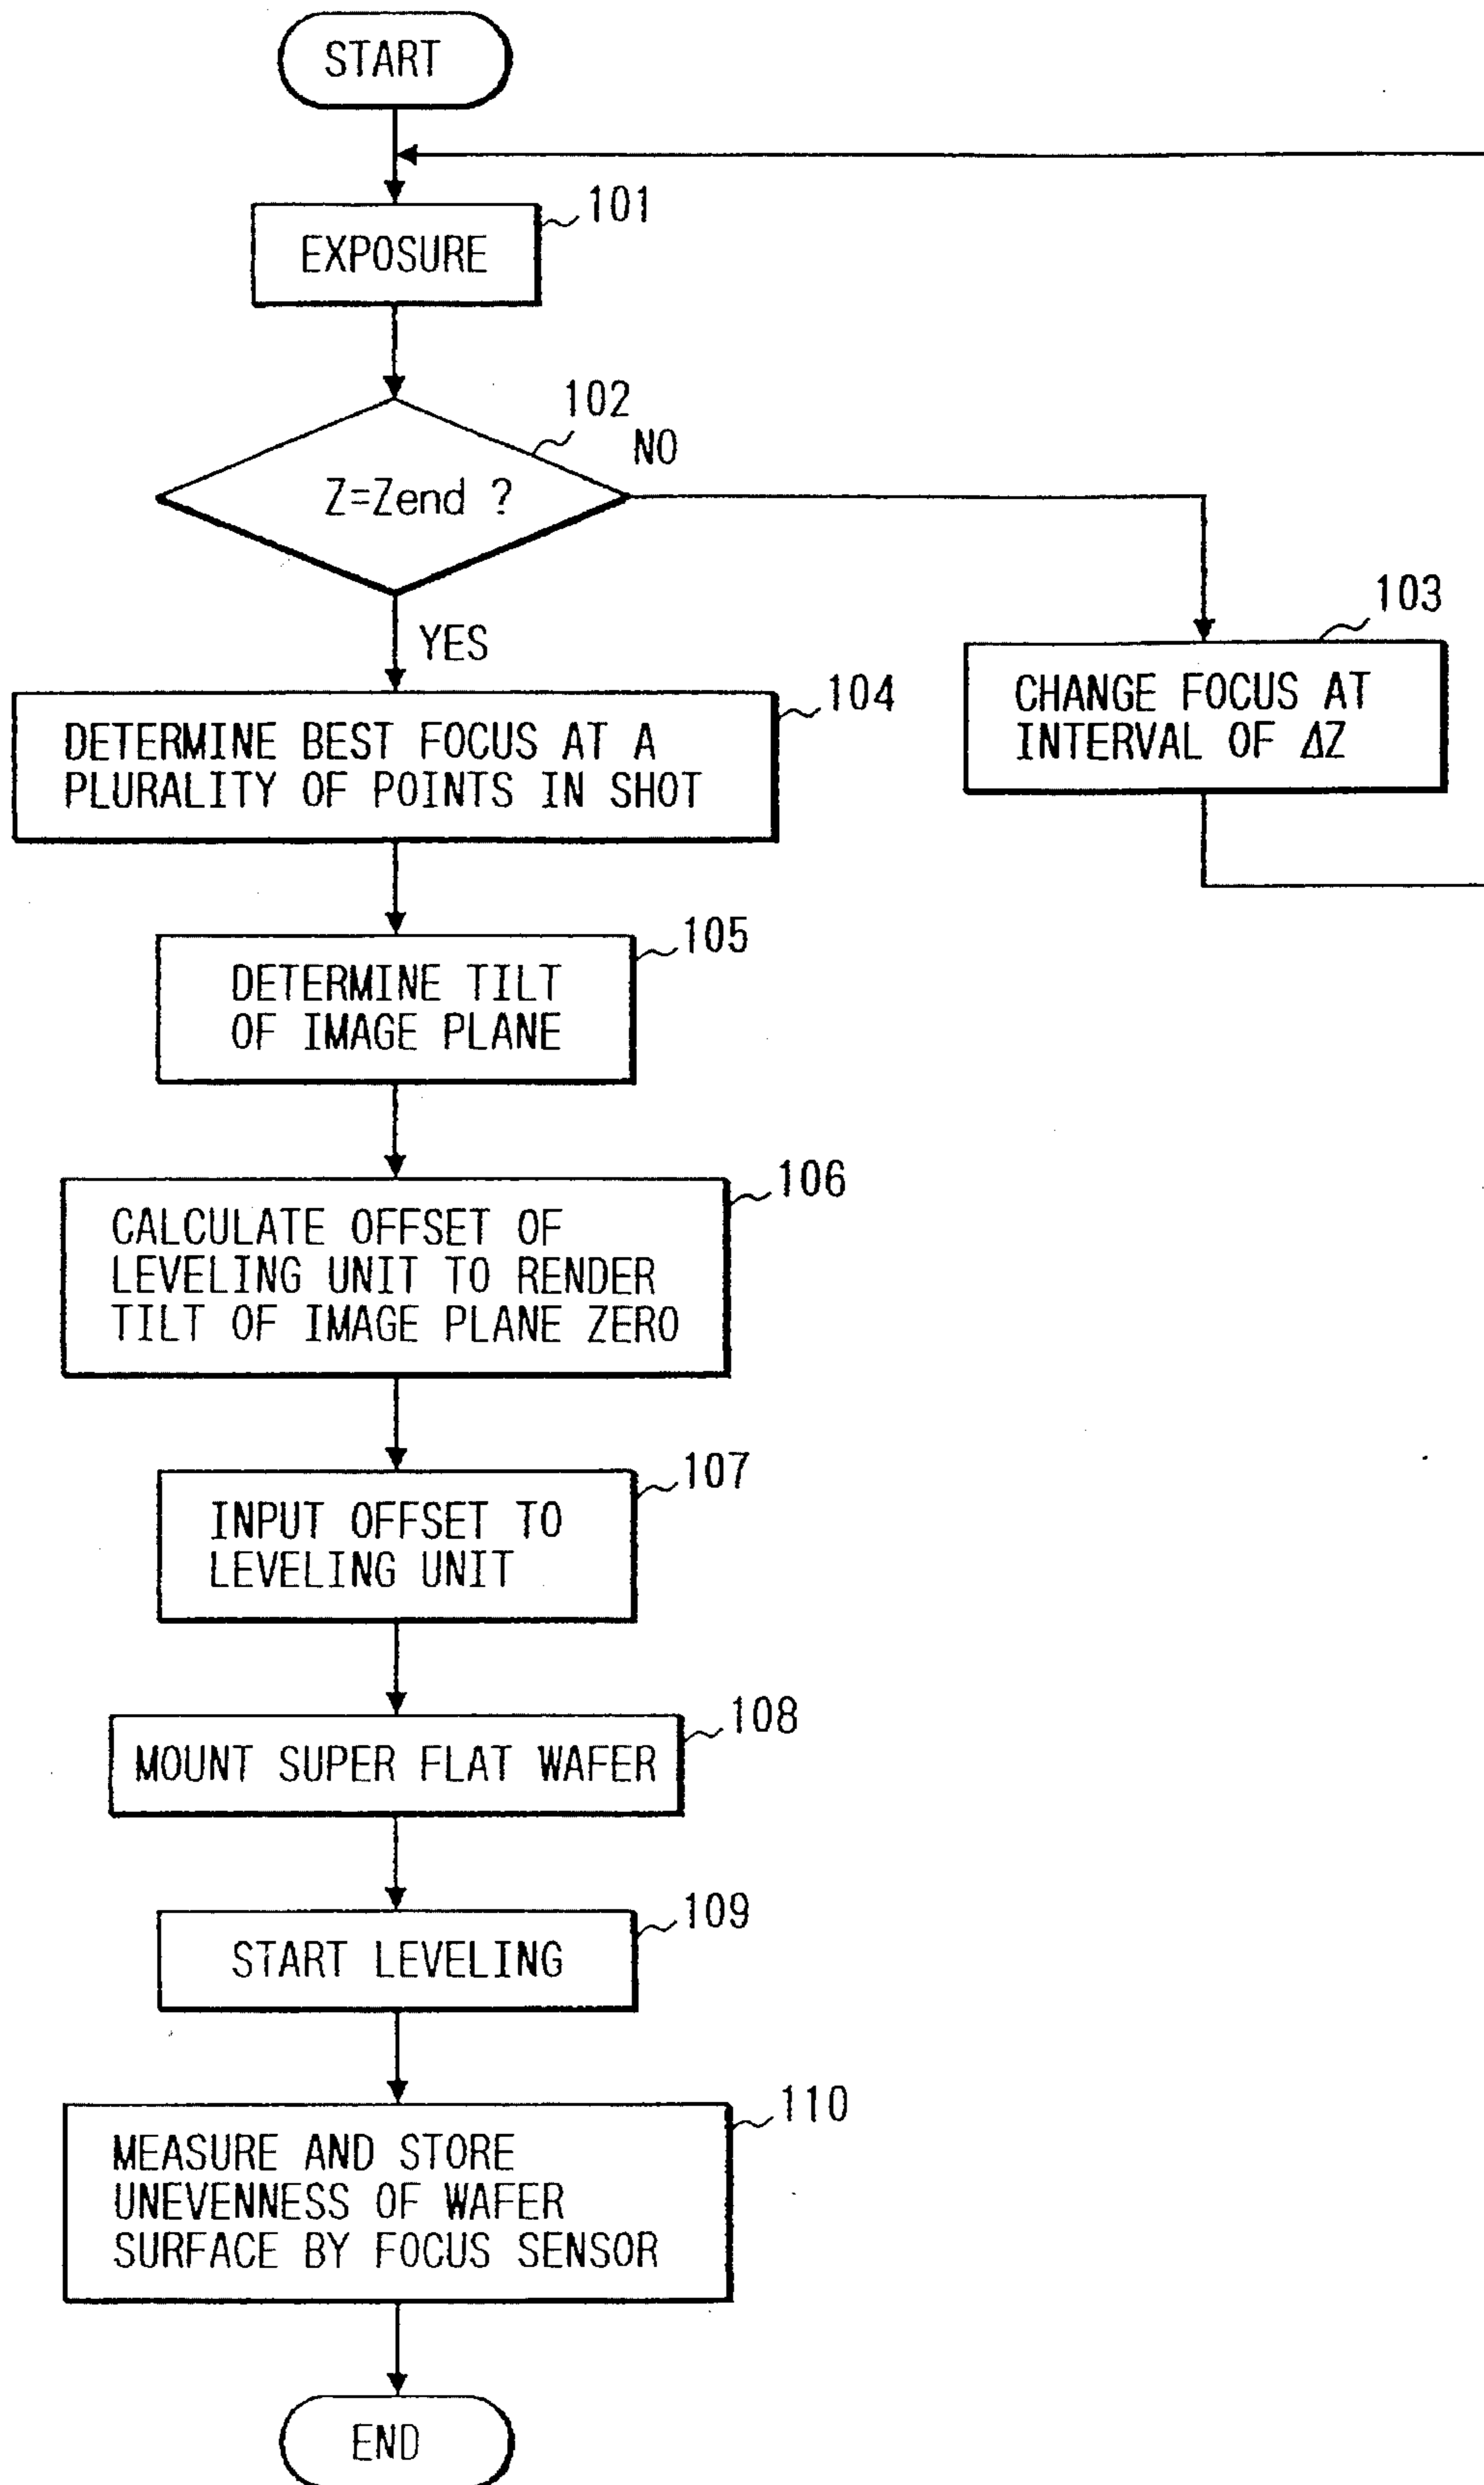 START
101
EXPOSURE
102
NO
Z=Zend ?
YES
103
CHANGE FOCUS AT
INTERVAL OF ΔZ
104
DETERMINE BEST FOCUS AT A
PLURALITY OF POINTS IN SHOT
105
DETERMINE TILT
OF IMAGE PLANE
106
CALCULATE OFFSET OF
LEVELING UNIT TO RENDER
TILT OF IMAGE PLANE ZERO
107
INPUT OFFSET TO
LEVELING UNIT
108
MOUNT SUPER FLAT WAFER
109
START LEVELING
110
MEASURE AND STORE
UNEVENNESS OF WAFER
SURFACE BY FOCUS SENSOR
END